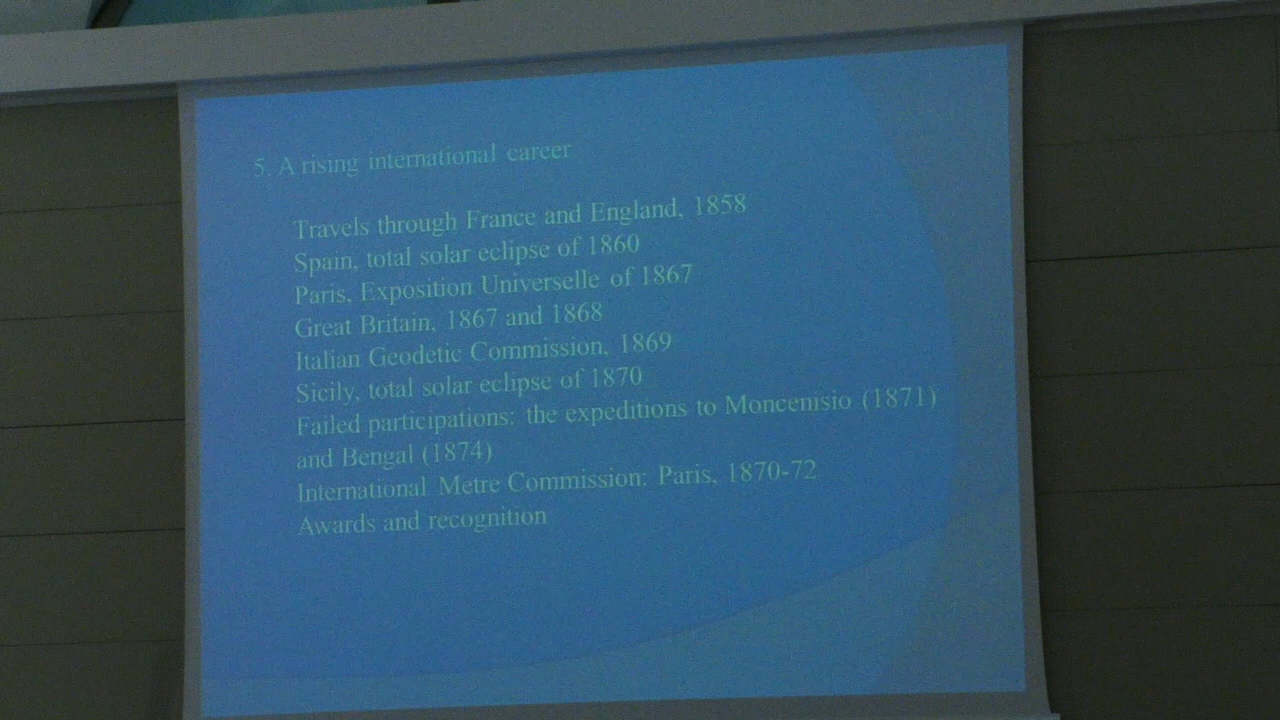 5. A rising international career
Travels through France and England, 1858
Spain, total solar eclipse of 1860
Paris, Exposition Universelle of 1867
Great Britain, 1867 and 1868
Italian Geodetic Commission, 1869
Sicily, total solar eclipse of 1870
Failed participations: the expeditions to Moncenisio (1871)
and Bengal (1874)
International Metre Commission: Paris, 1870-72
Awards and recognition